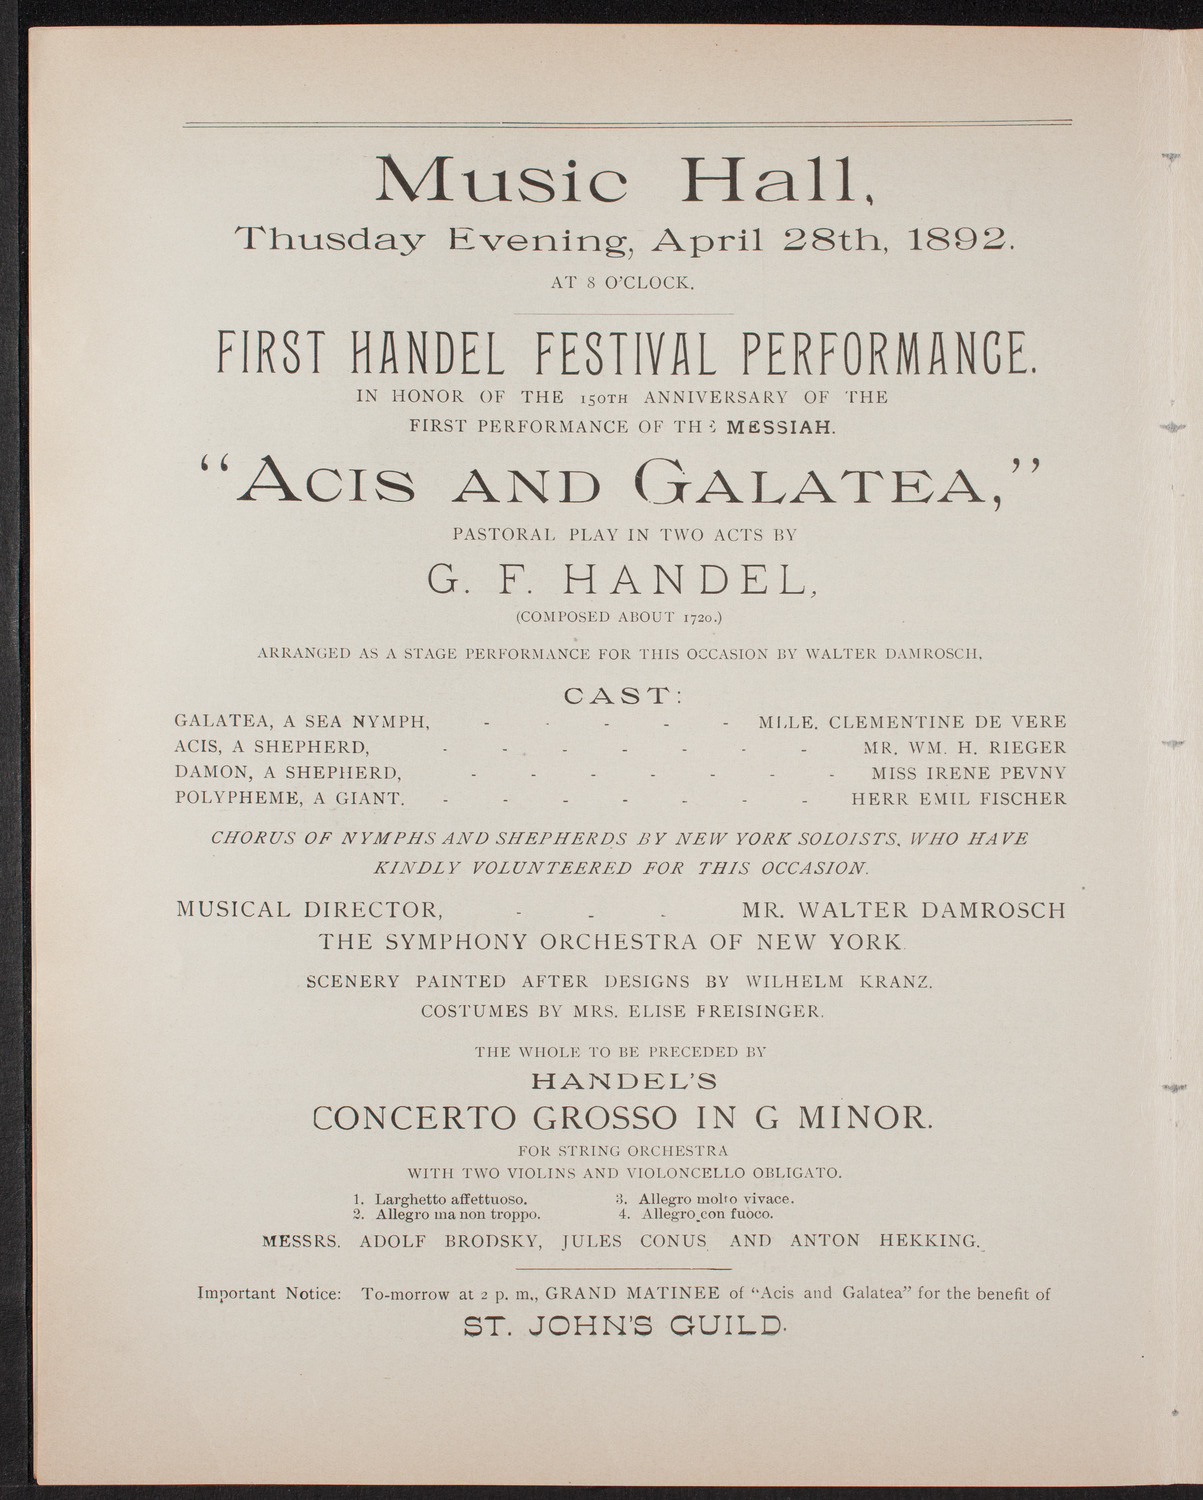 Music Hall,
Thusday Evening, April 28th, 1892.
AT 8 O'CLOCK.
FIRST HANDEL FESTIVAL PERFORMANCE.
IN HONOR OF THE 150TH ANNIVERSARY OF THE
FIRST PERFORMANCE OF THE MESSIAH.
"ACIS AND GALATEA,"
PASTORAL PLAY IN TWO ACTS BY
G. F. HANDEL,
(COMPOSED ABOUT 1720.)
ARRANGED AS A STAGE PERFORMANCE FOR THIS OCCASION BY WALTER DAMROSCH.
CAST:
GALATEA, A SEA NYMPH, - - - - - MLLE. CLEMENTINE DE VERE
ACIS, A SHEPHERD, - - - - - - - MR. WM. H. RIEGER
DAMON, A SHEPHERD, - - - - - - - MISS IRENE PEVNY
POLYPHEME, A GIANT. - - - - - - - HERR EMIL FISCHER
CHORUS OF NYMPHS AND SHEPHERDS BY NEW YORK SOLOISTS, WHO HAVE
KINDLY VOLUNTEERED FOR THIS OCCASION.
MUSICAL DIRECTOR, - - - MR. WALTER DAMROSCH
THE SYMPHONY ORCHESTRA OF NEW YORK.
SCENERY PAINTED AFTER DESIGNS BY WILHELM KRANZ.
COSTUMES BY MRS. ELISE FREISINGER.
THE WHOLE TO BE PRECEDED BY
HANDEL'S
CONCERTO GROSSO IN G MINOR.
FOR STRING ORCHESTRA
WITH TWO VIOLINS AND VIOLONCELLO OBLIGATO.
1. Larghetto affettuoso. 3. Allegro molto vivace.
2. Allegro ma non troppo. 4. Allegro con fuoco.
MESSRS. ADOLF BRODSKY, JULES CONUS AND ANTON HEKKING.
Important Notice: To-morrow at 2 p. m., GRAND MATINEE of "Acis and Galatea" for the benefit of
ST. JOHN'S GUILD.